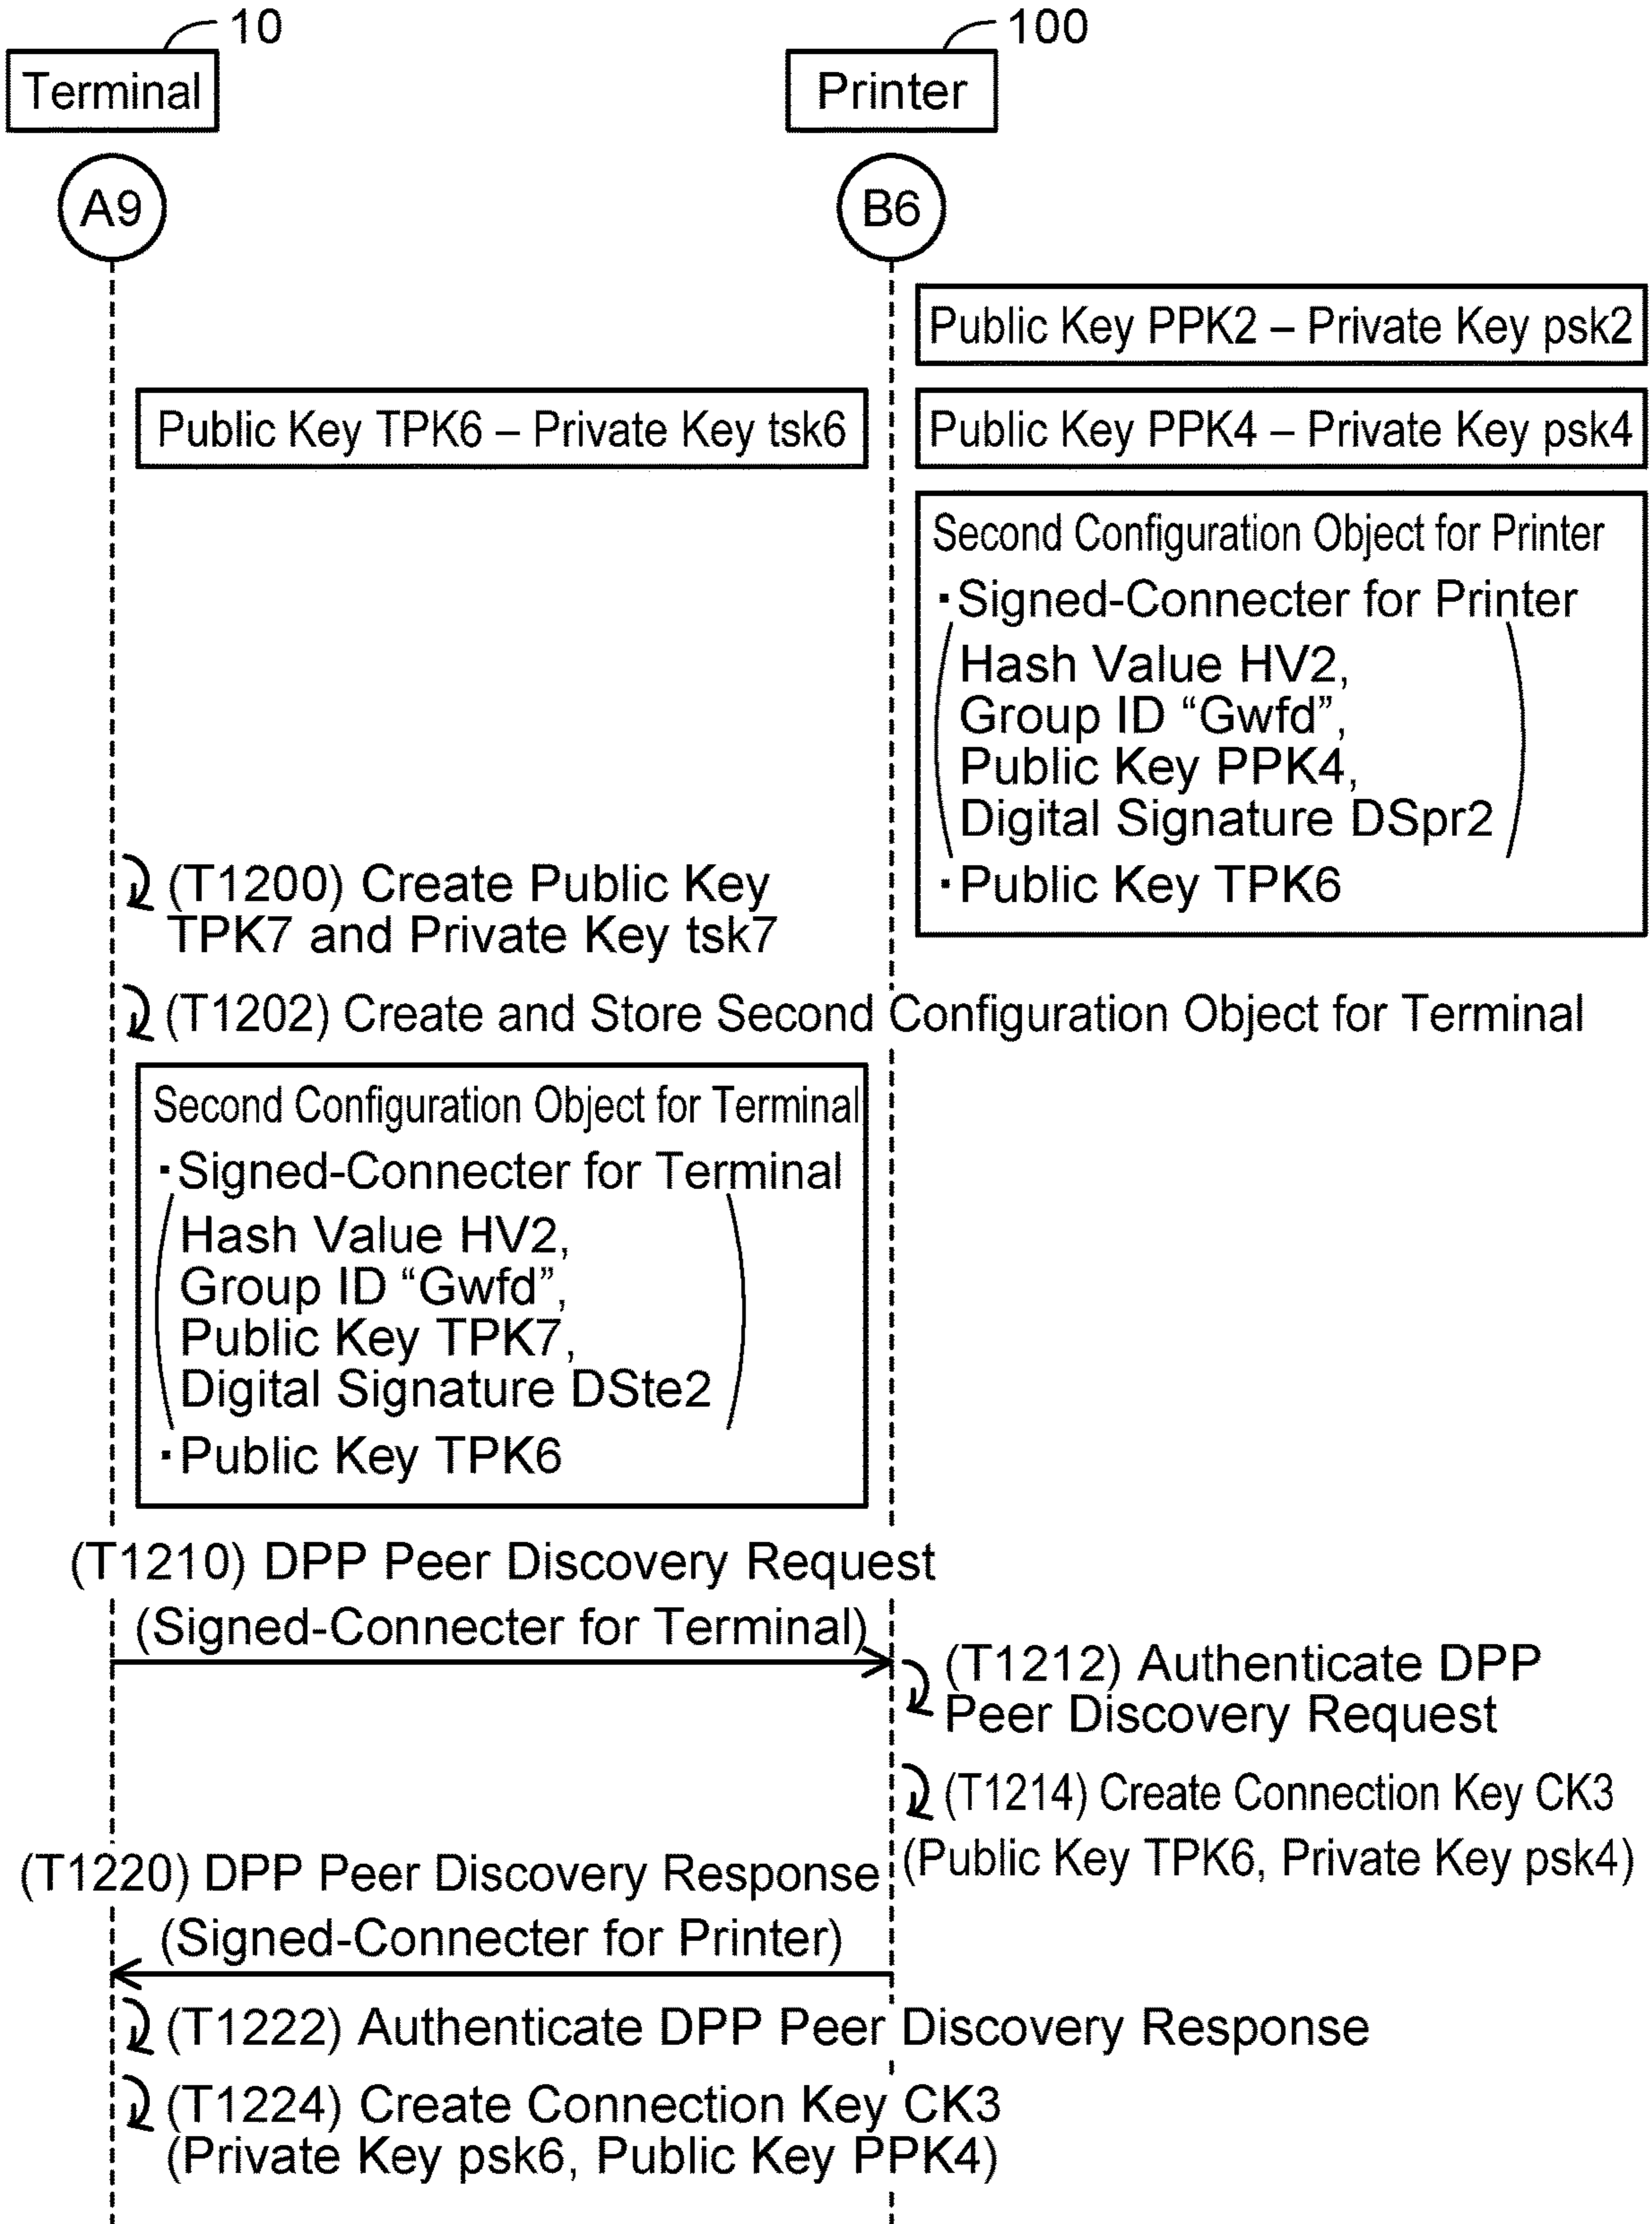 10
100
Terminal
Printer
A9
B6
Public Key PPK2 – Private Key psk2
Public Key TPK6 – Private Key tsk6
Public Key PPK4 – Private Key psk4
Second Configuration Object for Printer
・Signed-Connecter for Printer
Hash Value HV2,
Group ID “Gwfd”,
Public Key PPK4,
Digital Signature DSpr2
・Public Key TPK6
(T1200) Create Public Key
TPK7 and Private Key tsk7
(T1202) Create and Store Second Configuration Object for Terminal
Second Configuration Object for Terminal
・Signed-Connecter for Terminal
Hash Value HV2,
Group ID “Gwfd”,
Public Key TPK7,
Digital Signature DSte2
・Public Key TPK6
(T1210) DPP Peer Discovery Request
(Signed-Connecter for Terminal)
(T1212) Authenticate DPP
Peer Discovery Request
(T1214) Create Connection Key CK3
(Public Key TPK6, Private Key psk4)
(T1220) DPP Peer Discovery Response
(Signed-Connecter for Printer)
(T1222) Authenticate DPP Peer Discovery Response
(T1224) Create Connection Key CK3
(Private Key psk6, Public Key PPK4)